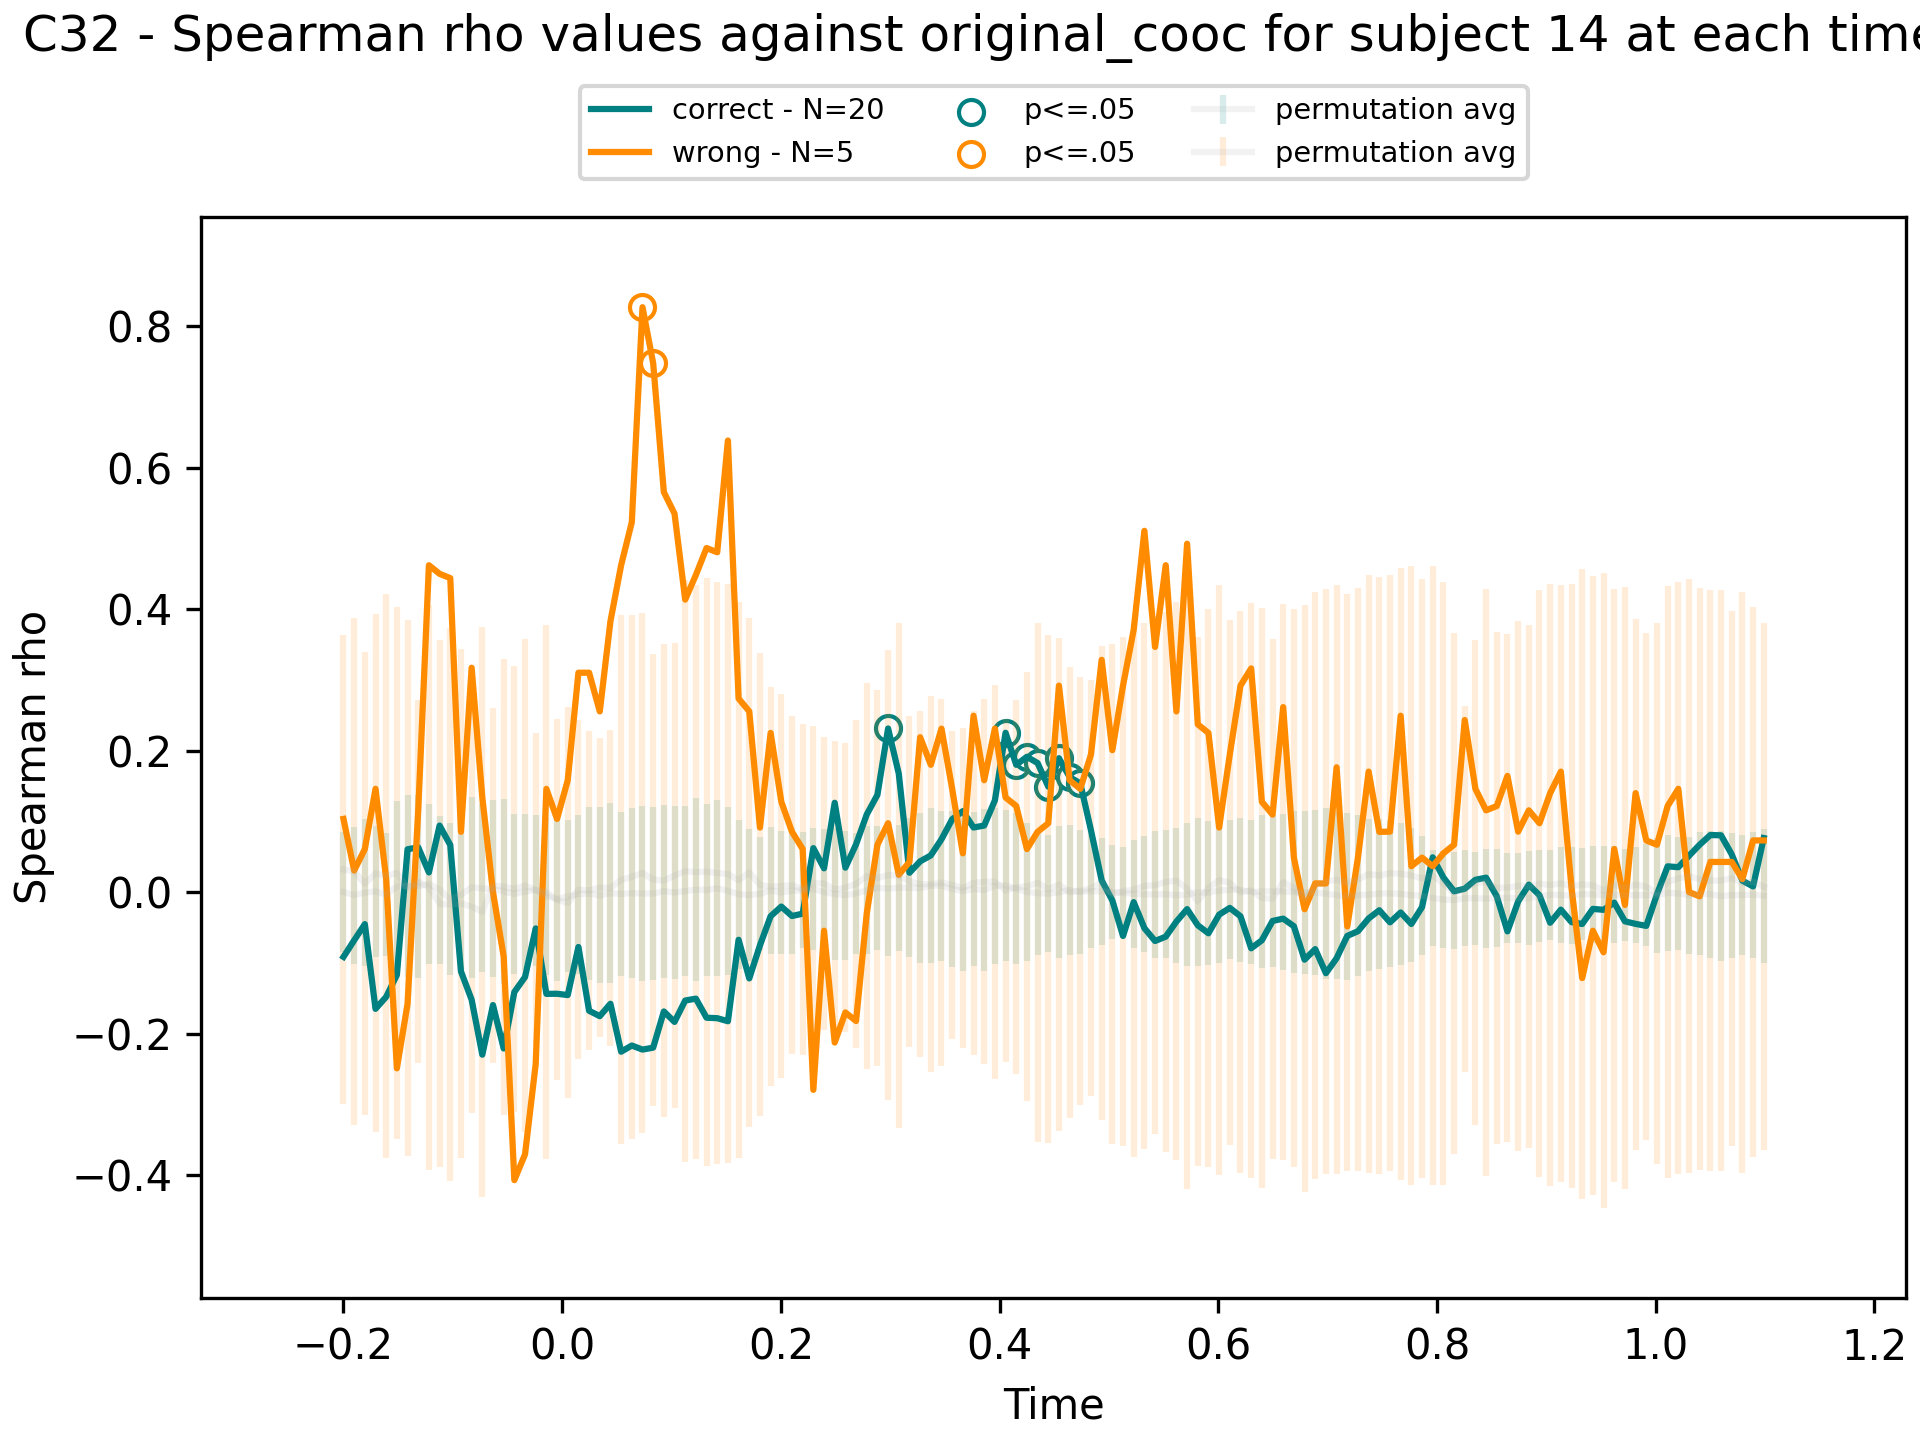 C32 - Spearman rho values against original_cooc for subject 14 at each time
correct - N=20
wrong - N=5
p<=.05
p<=.05
permutation avg
permutation avg
0.8
0.6
0.4
0.2
0.0
−0.2
−0.4
Spearman rho
−0.2 0.0 0.2 0.4 0.6 0.8 1.0 1.2
Time